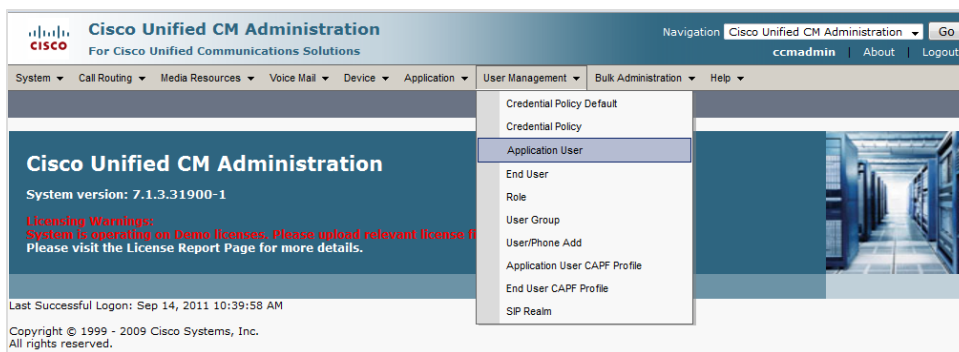 cisco
Cisco Unified CM Administration
For Cisco Unified Communications Solutions
Navigation Cisco Unified CM Administration Go
ccmadmin | About | Logout
System Call Routing Media Resources Voice Mail Device Application User Management Bulk Administration Help
Credential Policy Default
Credential Policy
Application User
End User
Role
User Group
User/Phone Add
Application User CAPF Profile
End User CAPF Profile
SIP Realm
Cisco Unified CM Administration
System version: 7.1.3.31900-1
Licensing Warnings:
System is operating on Demo licenses. Please upload relevant license
Please visit the License Report Page for more details.
Last Successful Logon: Sep 14, 2011 10:39:58 AM
Copyright © 1999 - 2009 Cisco Systems, Inc.
All rights reserved.